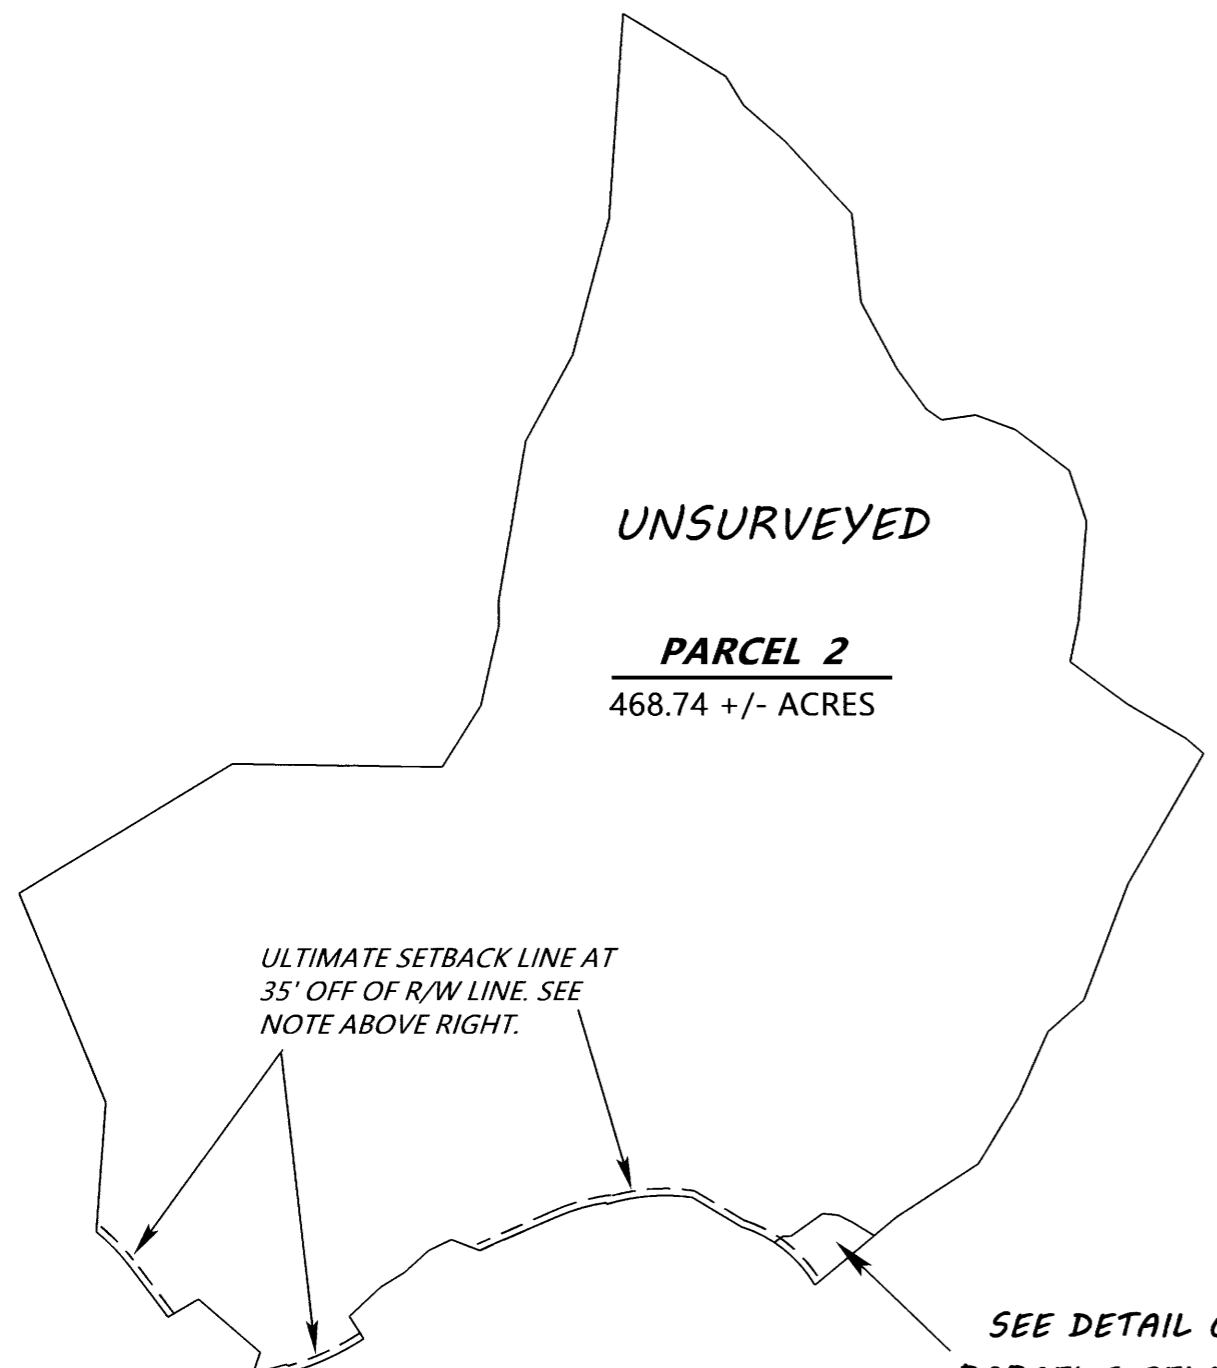 UNSURVEYED
PARCEL 2
468.74 +/- ACRES
ULTIMATE SETBACK LINE AT
35' OFF OF R/W LINE. SEE
NOTE ABOVE RIGHT.
SEE DETAIL